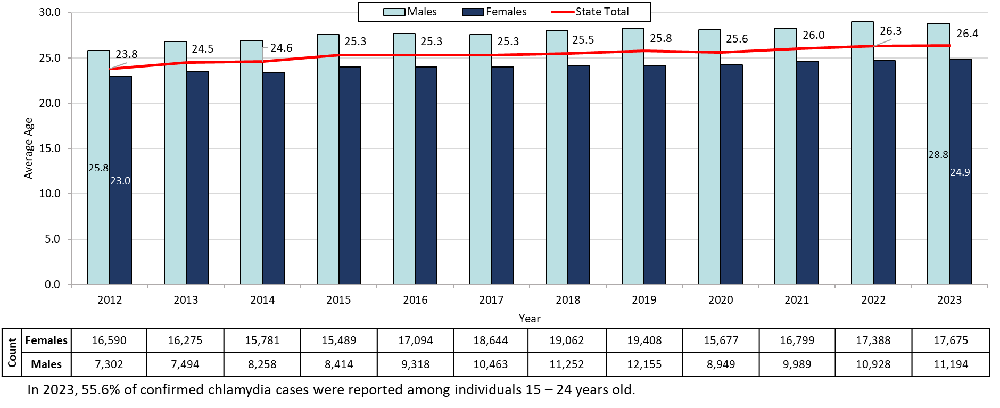 Males Females State Total
30.0
25.0
20.0
15.0
10.0
5.0
0.0
Average Age
23.8 24.5 24.6 25.3 25.3 25.3 25.5 25.8 25.6 26.0 26.3 26.4
25.8 23.0 28.8 24.9
2012 2013 2014 2015 2016 2017 2018 2019 2020 2021 2022 2023
Year
Count
Females 16,590 16,275 15,781 15,489 17,094 18,644 19,062 19,408 15,677 16,799 17,388 17,675
Males 7,302 7,494 8,258 8,414 9,318 10,463 11,252 12,155 8,949 9,989 10,928 11,194
In 2023, 55.6% of confirmed chlamydia cases were reported among individuals 15 – 24 years old.